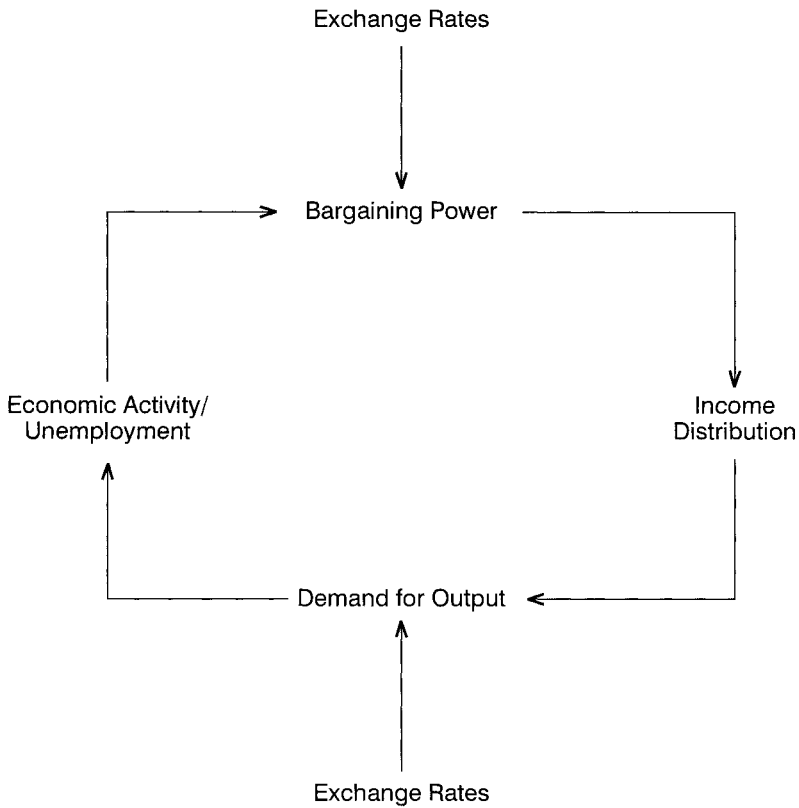 Exchange Rates
Bargaining Power
Economic Activity/
Unemployment
Income
Distribution
Demand for Output
Exchange Rates